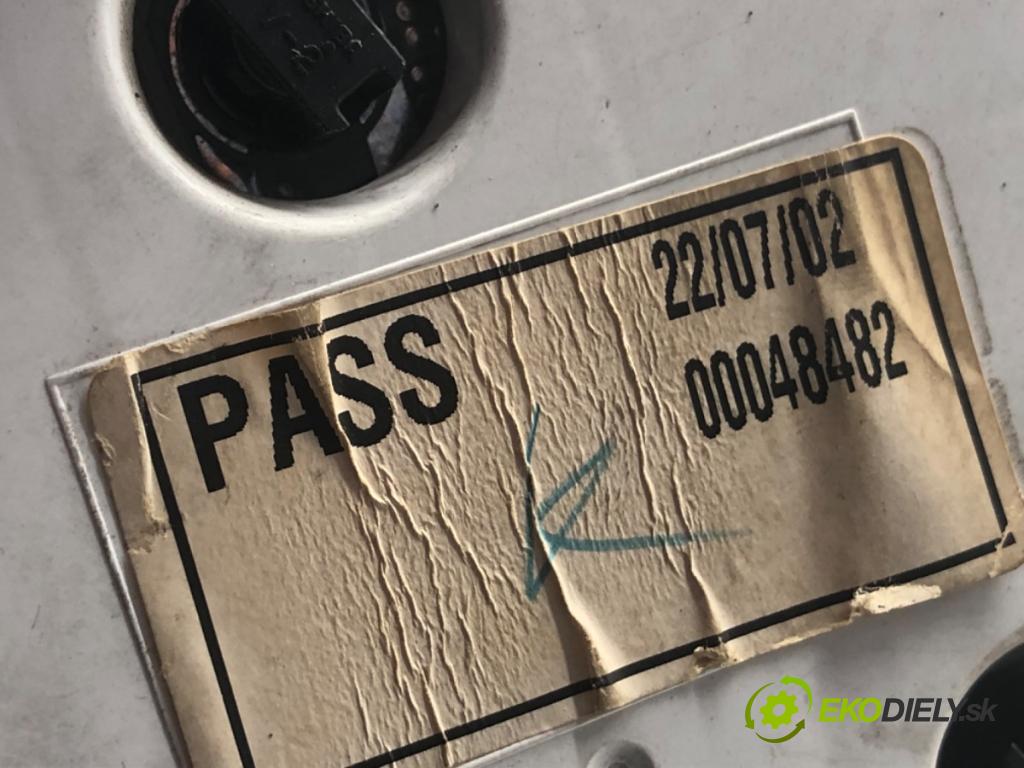 22/07/02
PASS
00048482
K
EKODIELY.sk